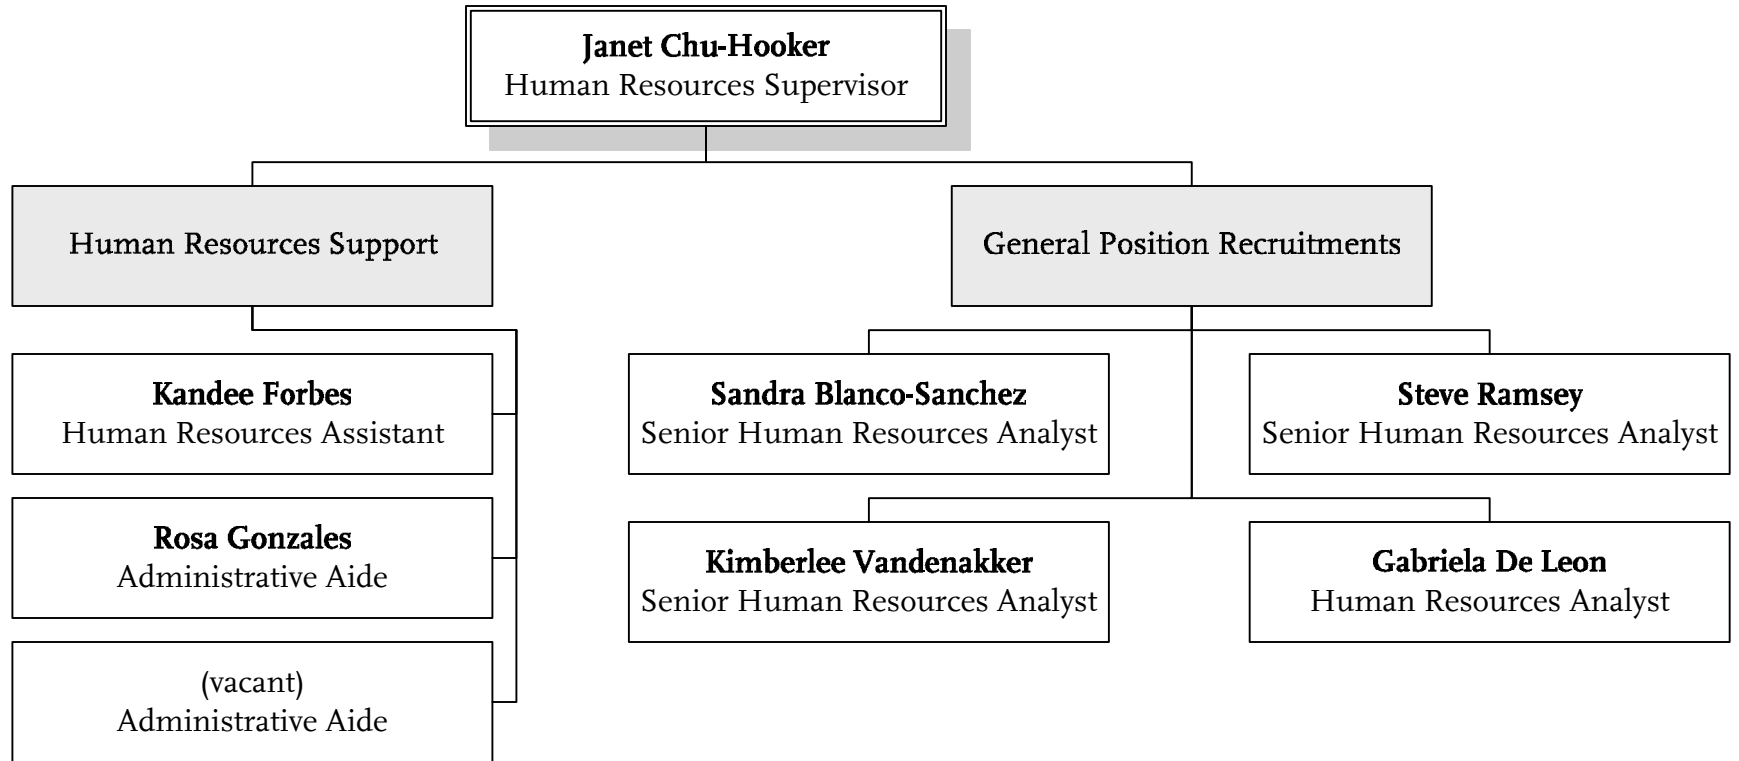 Janet Chu-Hooker
Human Resources Supervisor
Human Resources Support
General Position Recruitments
Kandee Forbes
Human Resources Assistant
Sandra Blanco-Sanchez
Senior Human Resources Analyst
Steve Ramsey
Senior Human Resources Analyst
Rosa Gonzales
Administrative Aide
Kimberlee Vandenakker
Senior Human Resources Analyst
Gabriela De Leon
Human Resources Analyst
(vacant)
Administrative Aide